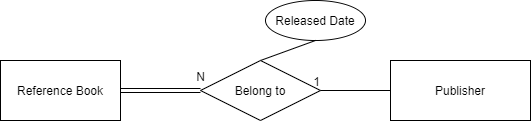 Released Date
N
1
Reference Book
Belong to
Publisher